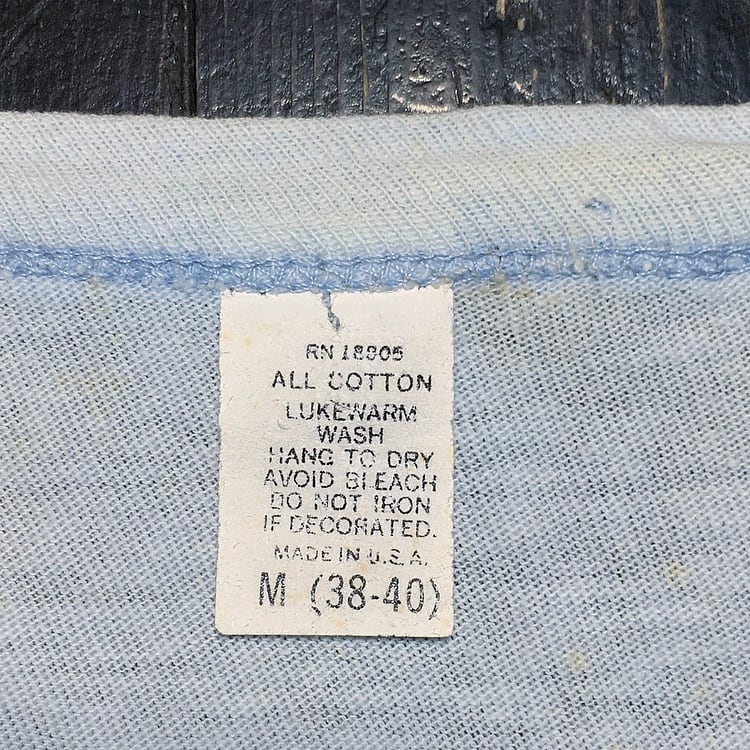 RN 18805
ALL COTTON
LUKEWARM
WASH
HANG TO DRY
AVOID BLEACH
DO NOT IRON
IF DECORATED.
MADE IN U.S.A.
M (38-40)